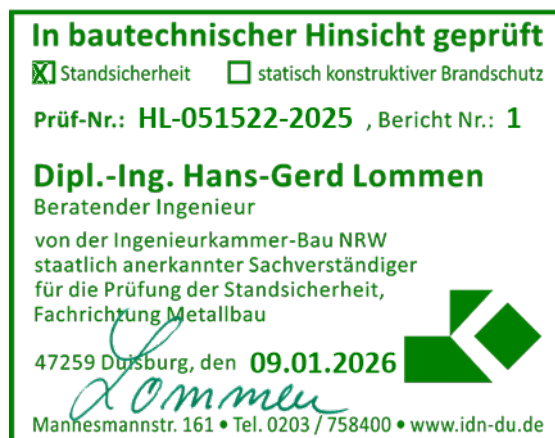 In bautechnischer Hinsicht geprüft
X Standsicherheit statisch konstruktiver Brandschutz
Prüf-Nr.: HL-051522-2025 , Bericht Nr.: 1
Dipl.-Ing. Hans-Gerd Lommen
Beratender Ingenieur
von der Ingenieurkammer-Bau NRW
staatlich anerkannter Sachverständiger
für die Prüfung der Standsicherheit,
Fachrichtung Metallbau
47259 Duisburg, den 09.01.2026
Lommen
Mannesmannstr. 161 • Tel. 0203 / 758400 • www.idn-du.de